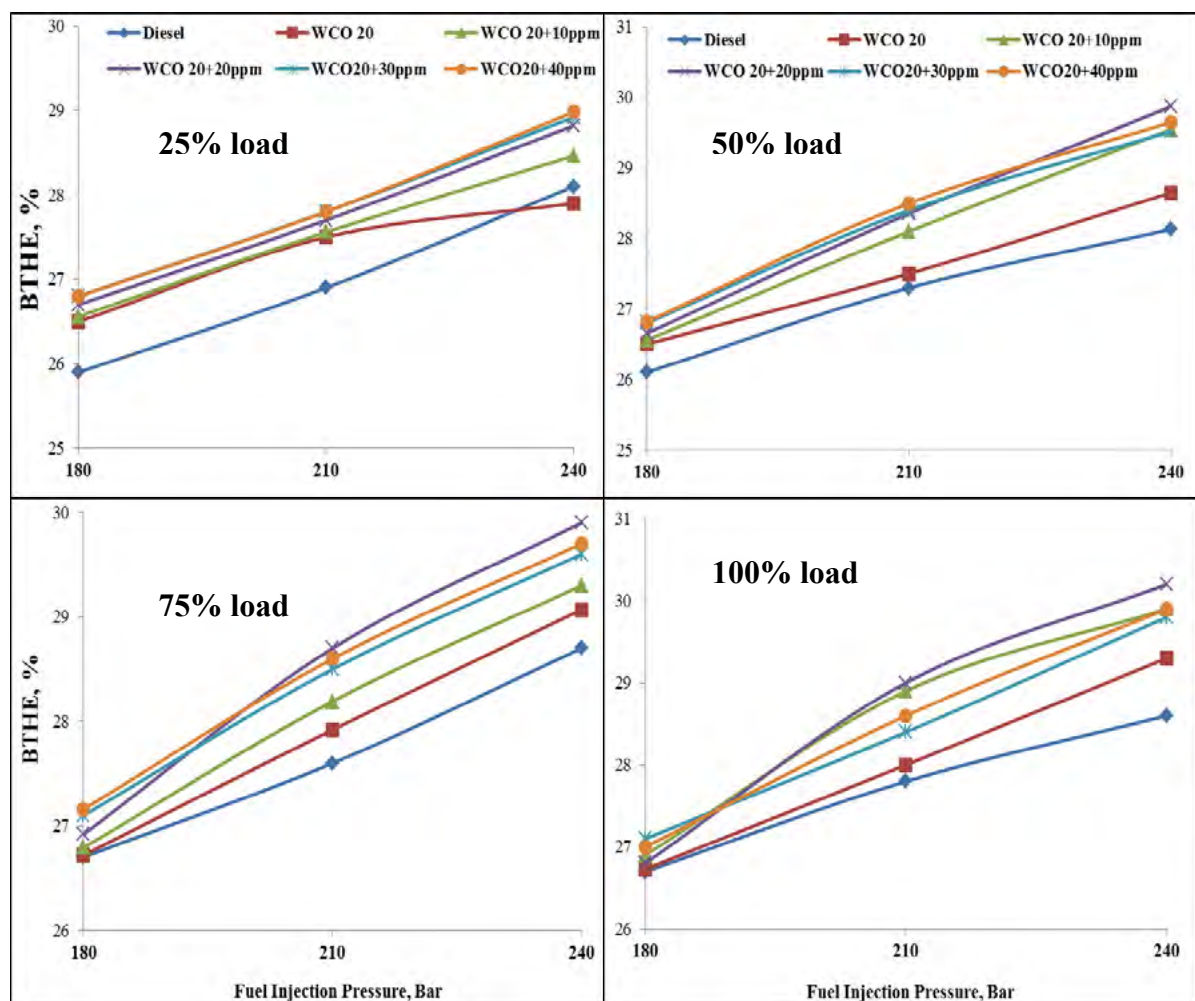 30
Diesel WCO 20 WCO 20+10ppm
WCO 20+20ppm WCO20+30ppm WCO20+40ppm
29
25% load
28
BTHE, %
27
26
25
180 210 240
31
Diesel WCO 20 WCO 20+10ppm
WCO 20+20ppm WCO20+30ppm WCO20+40ppm
30
50% load
29
28
27
26
25
180 210 240
30
75% load
29
BTHE, %
28
27
26
180 210 240
Fuel Injection Pressure, Bar
31
100% load
30
29
28
27
26
180 210 240
Fuel Injection Pressure, Bar